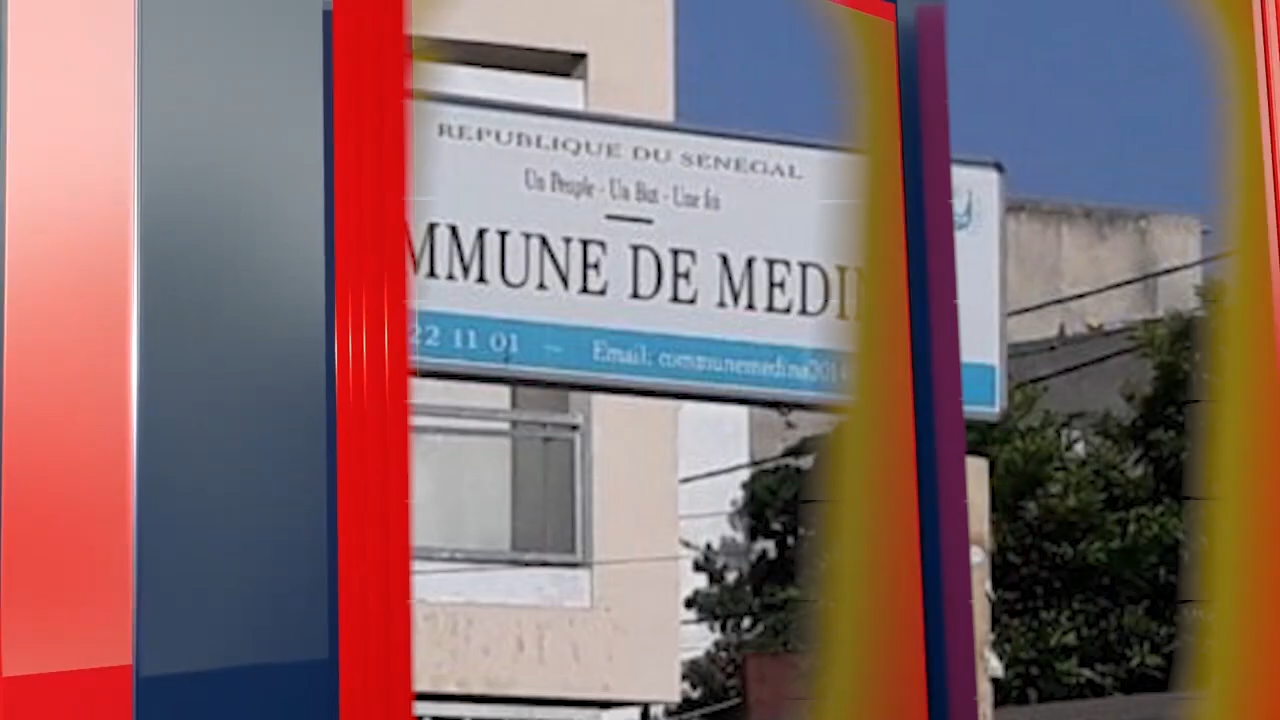 REPUBLIQUE DU SENEGAL
Un Peuple - Un But - Une foi
MMUNE DE MEDI
22 11 01 – Email: communemedina201